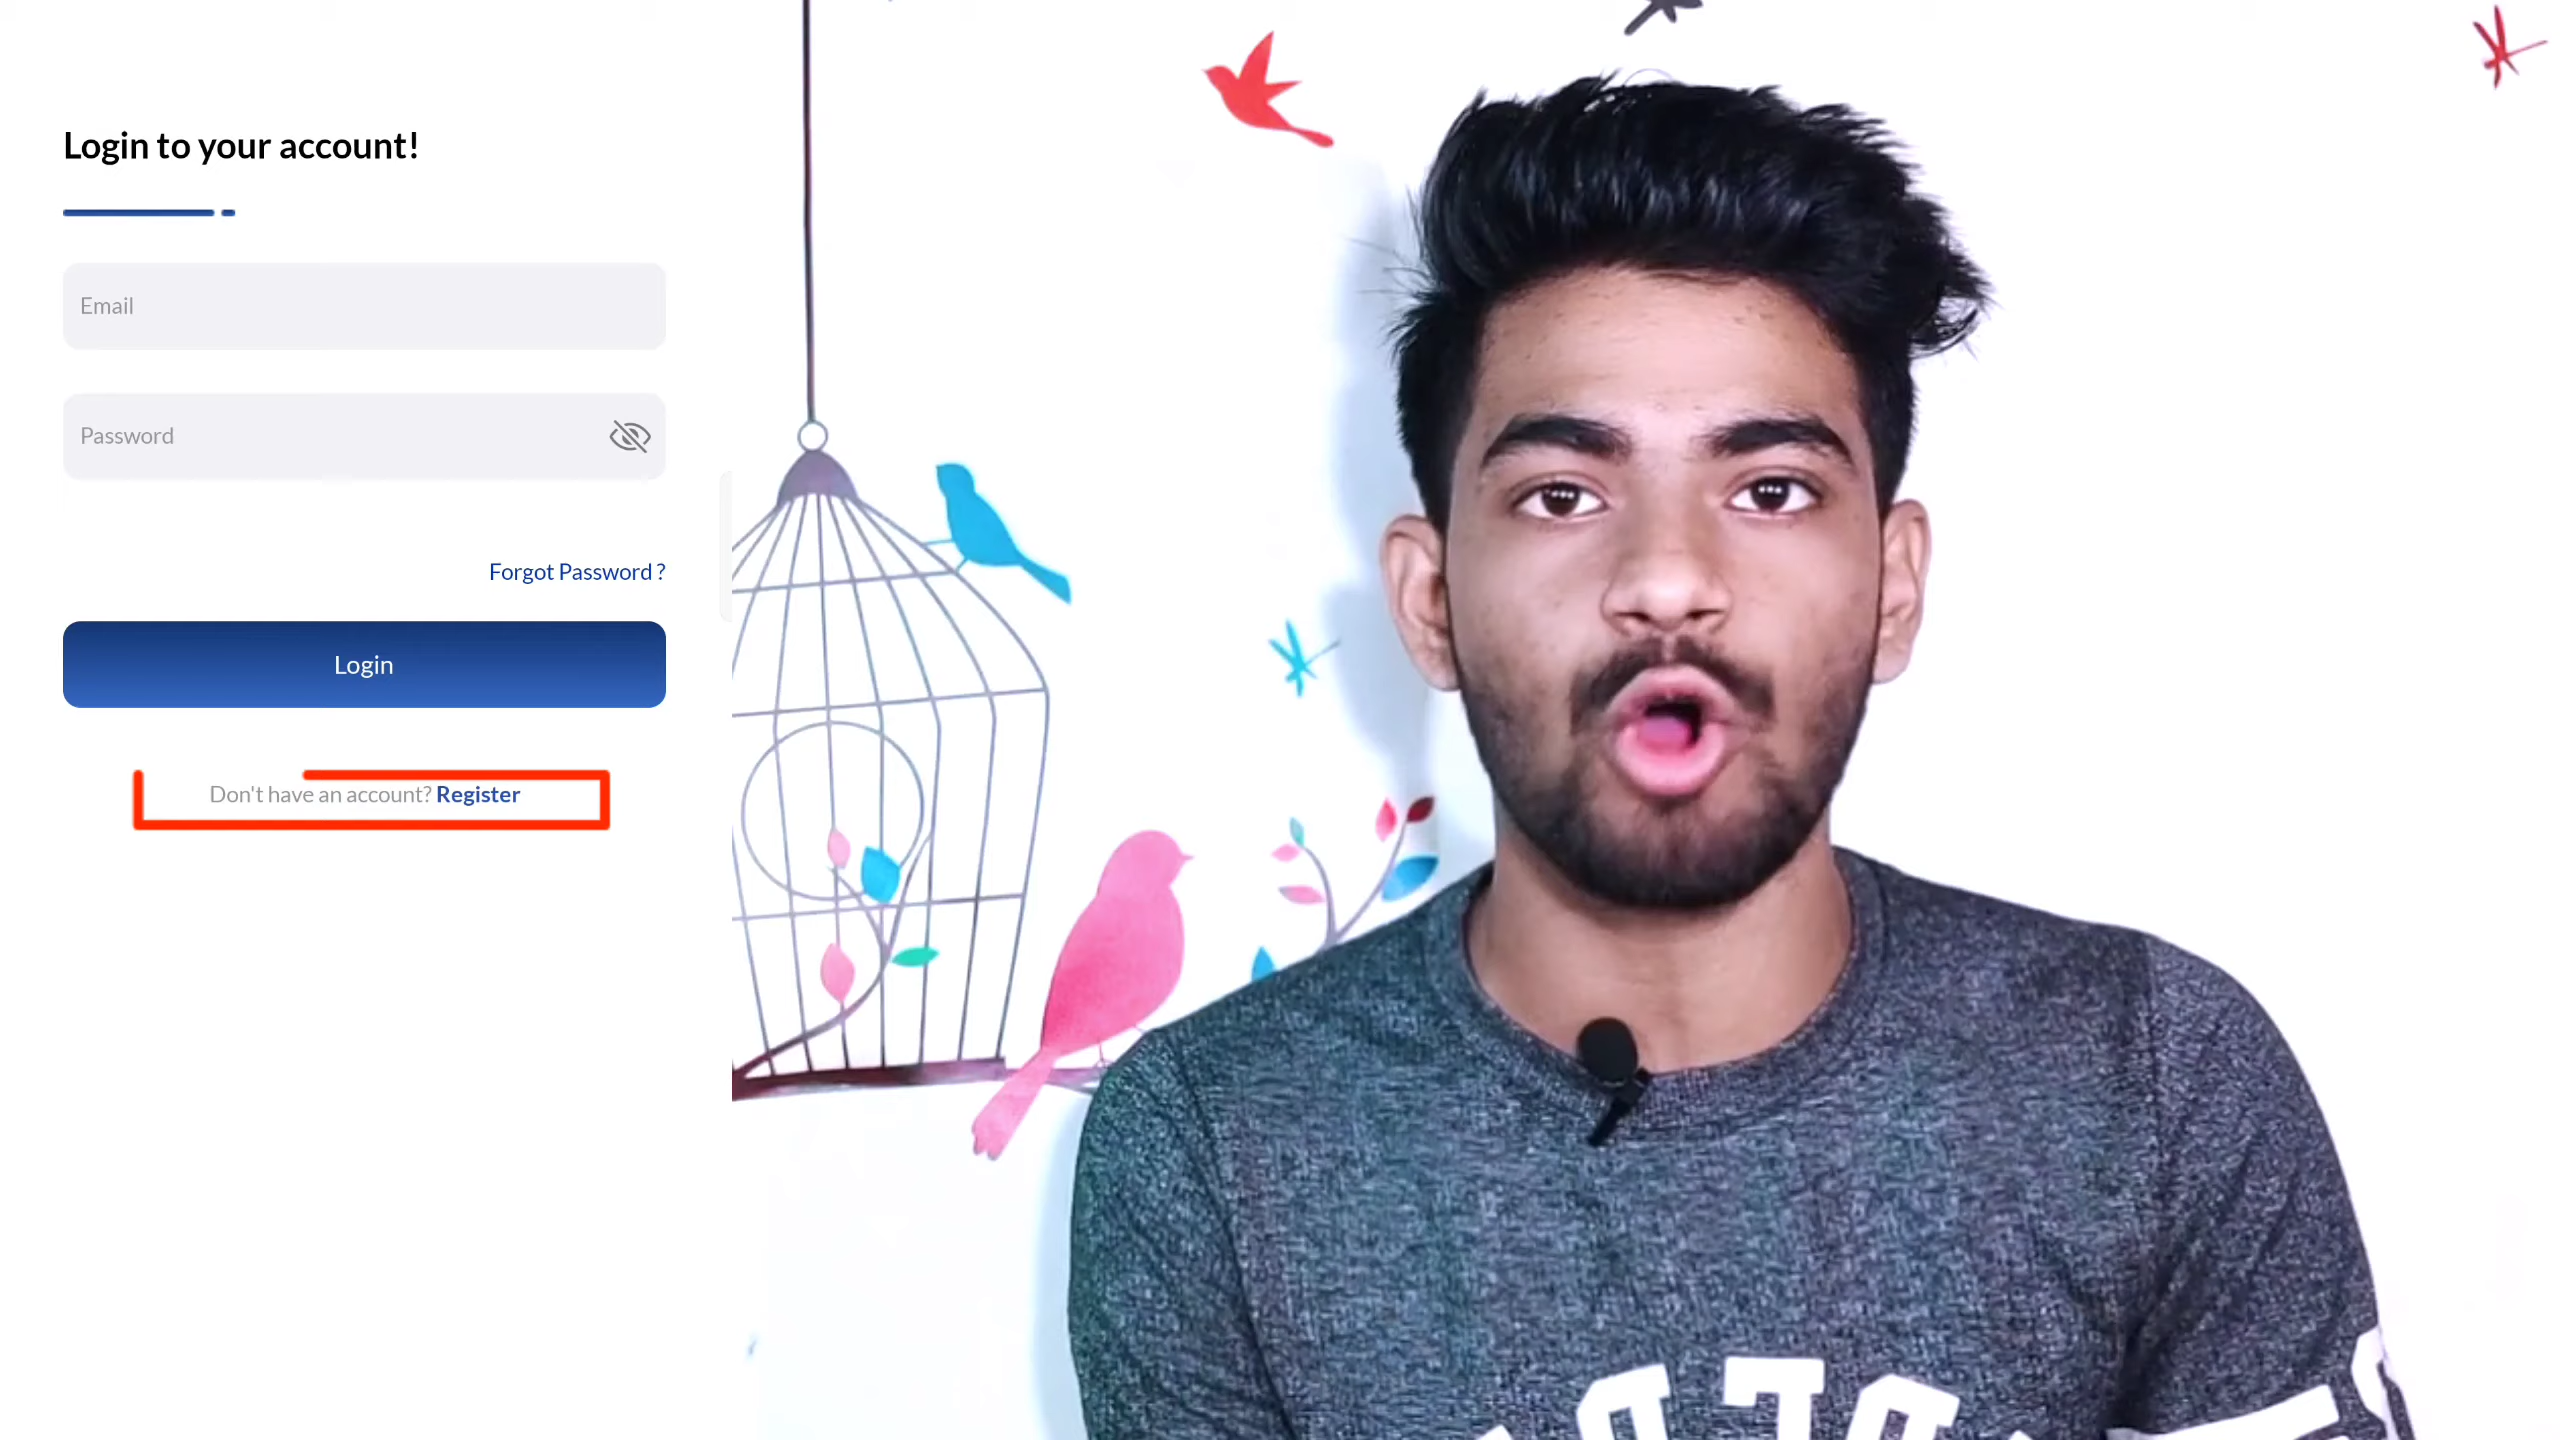 Login to your account!
Email
Password
Forgot Password ?
Login
Don't have an account? Register